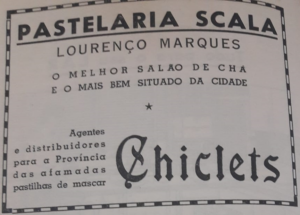 PASTELARIA SCALA
LOURENÇO MARQUES
O MELHOR SALÃO DE CHÁ
E O MAIS BEM SITUADO DA CIDADE
Agentes
e distribuidores
para a Província
das afamadas
pastilhas de mascar
Chiclets